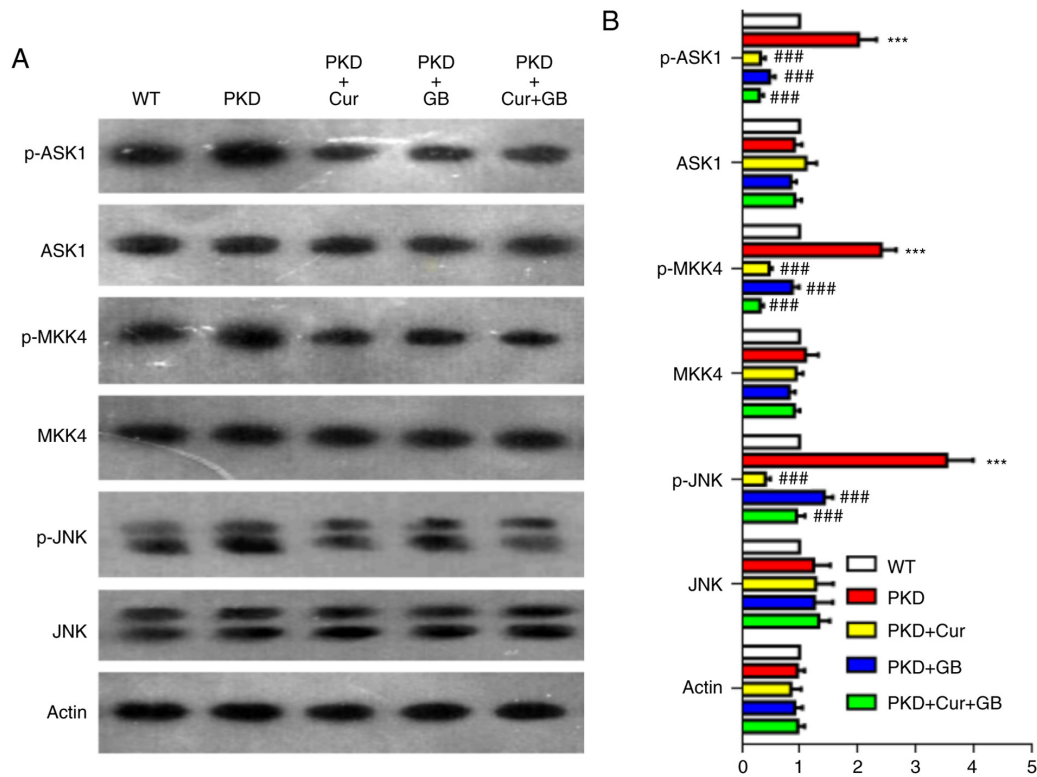 A
WT
PKD
PKD
+
Cur
PKD
+
GB
PKD
+
Cur+GB
p-ASK1
ASK1
p-MKK4
MKK4
p-JNK
JNK
Actin
B
p-ASK1
***
###
###
###
ASK1
p-MKK4
***
###
###
###
MKK4
p-JNK
***
###
###
###
JNK
Actin
WT
PKD
PKD+Cur
PKD+GB
PKD+Cur+GB
0 1 2 3 4 5